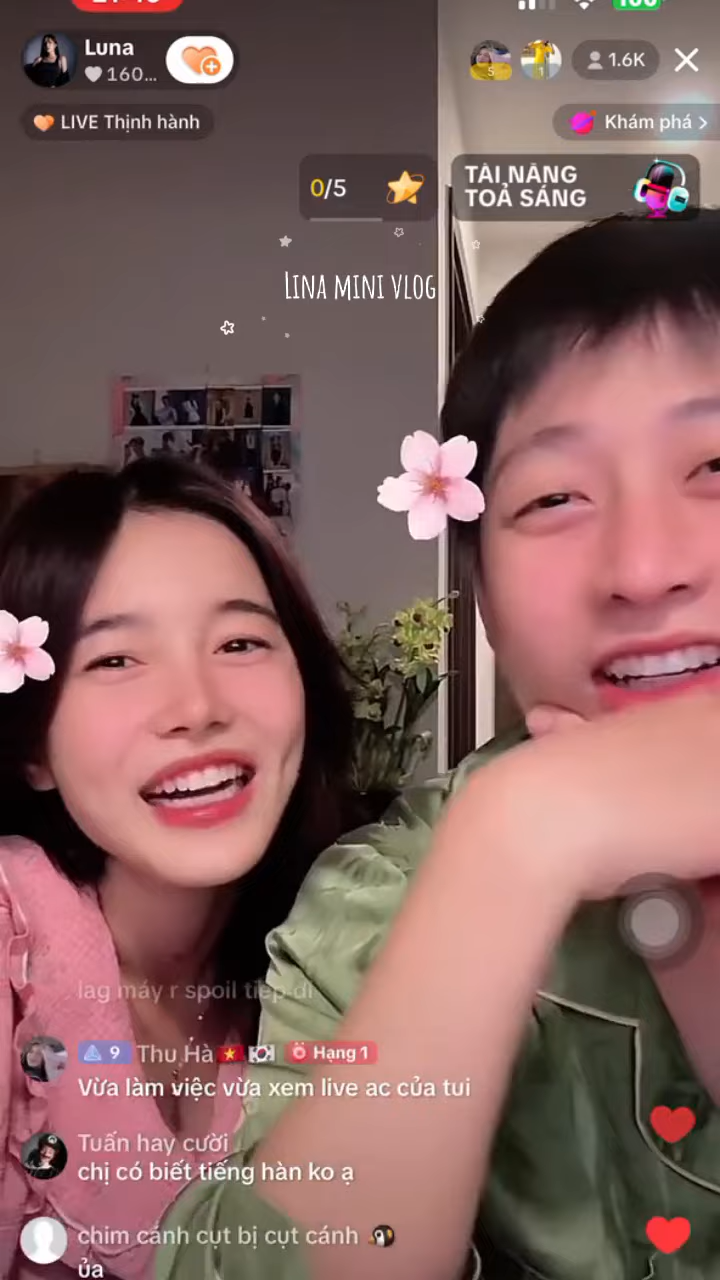 Luna
160...
1.6K
LIVE Thịnh hành
Khám phá >
0/5
TÀI NĂNG
TOẢ SÁNG
LINA MINI VLOG
lag máy r spoil tiếp đi
9 Thu Hà Hạng 1
Vừa làm việc vừa xem live ac của tui
Tuấn hay cười
chị có biết tiếng hàn ko ạ
chim cánh cụt bị cụt cánh
ủa